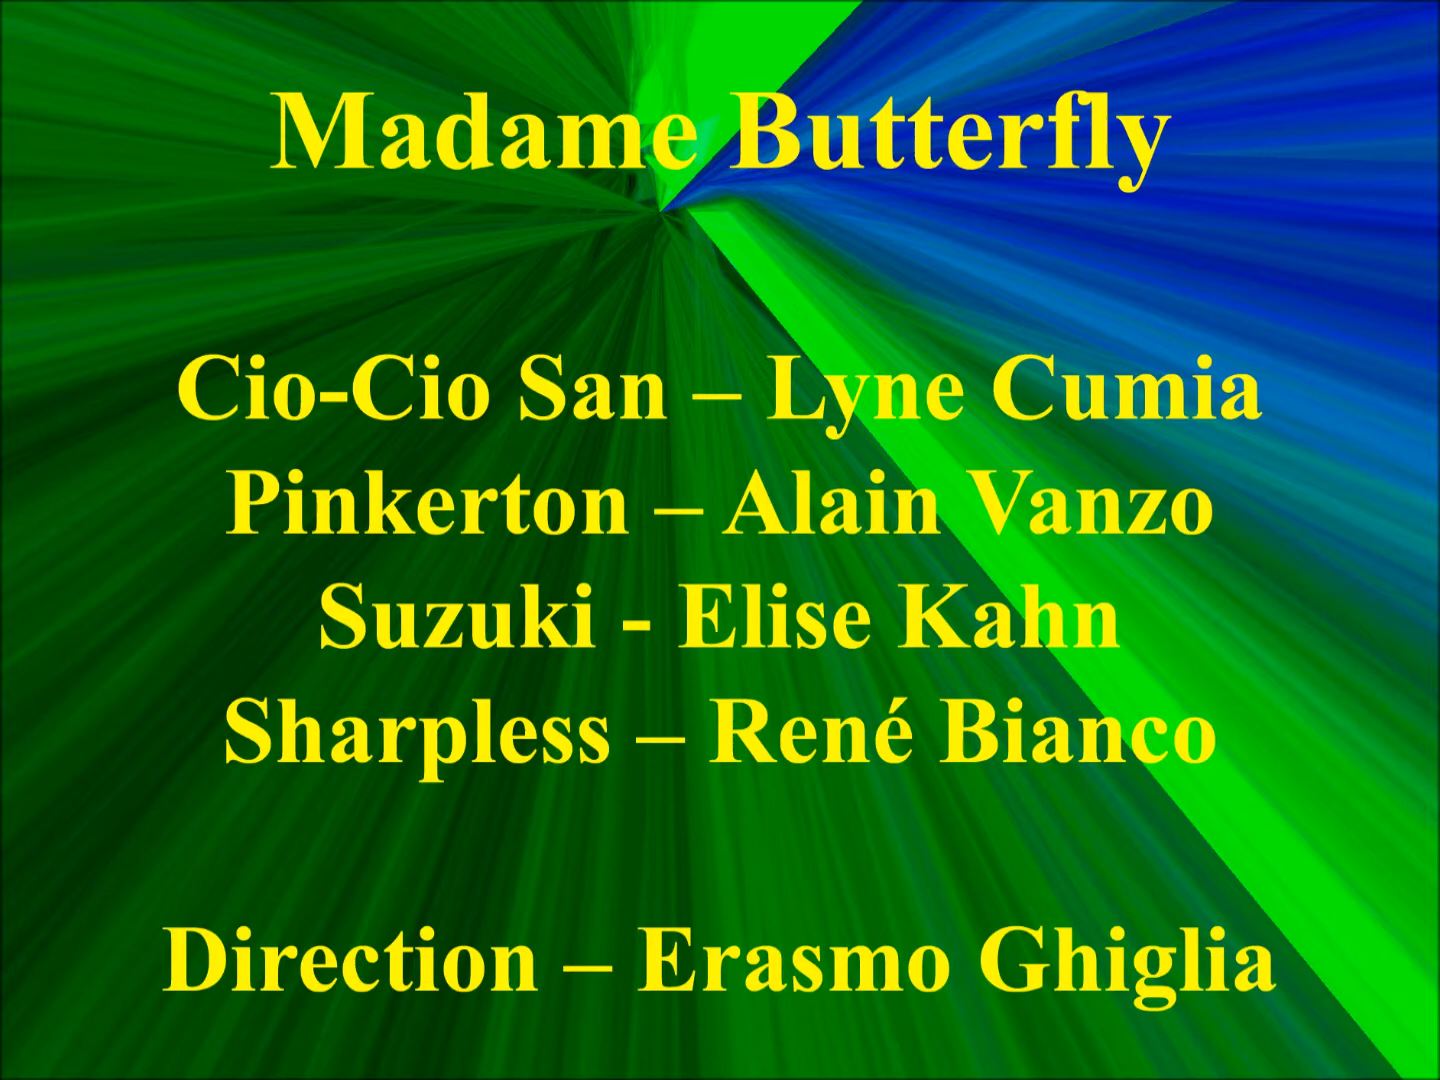 Madame Butterfly
Cio-Cio San – Lyne Cumia
Pinkerton – Alain Vanzo
Suzuki - Elise Kahn
Sharpless – René Bianco
Direction – Erasmo Ghiglia